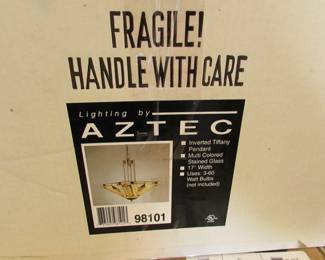 FRAGILE!
HANDLE WITH CARE
Lighting by
AZTEC
Inverted Tiffany
Pendant
Multi Colored
Stained Glass
17" Width
Uses: 3-60
Watt Bulbs
(not included)
98101